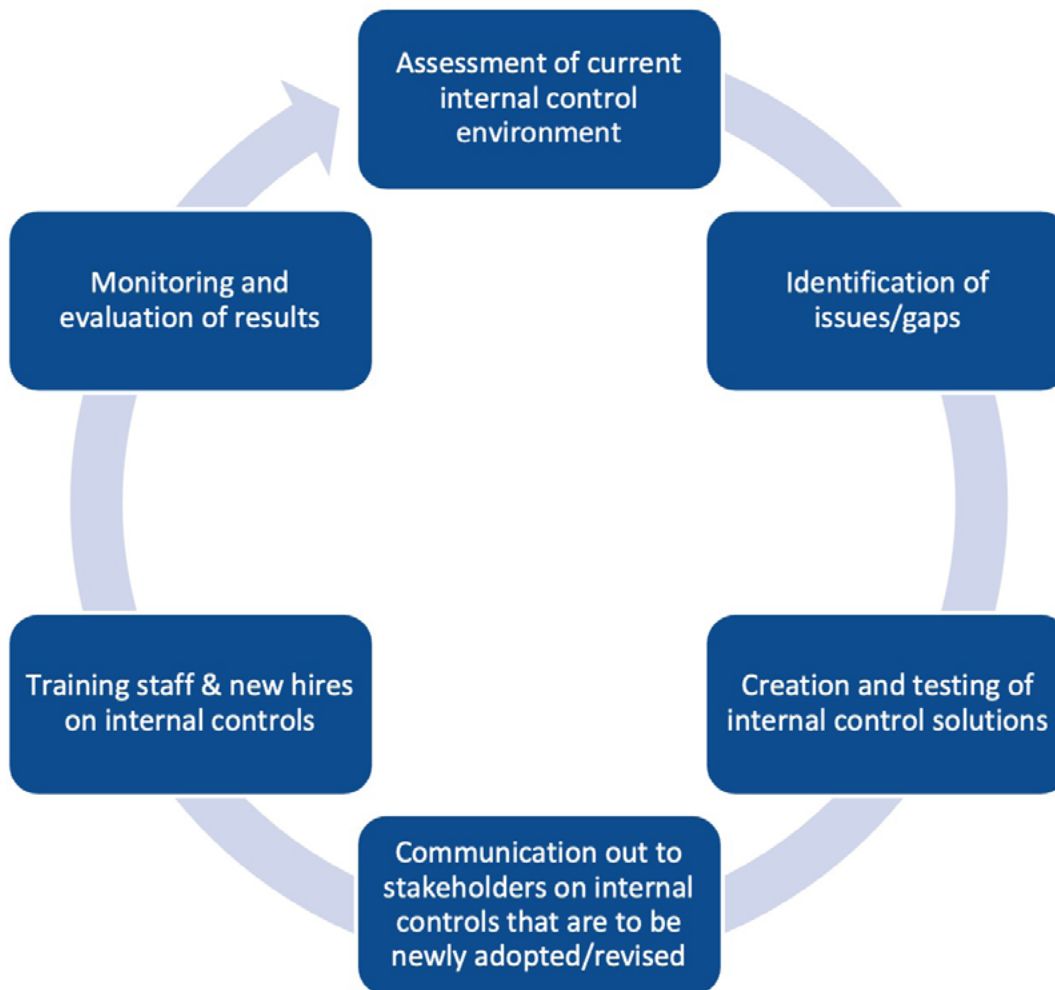 Assessment of current
internal control
environment
Identification of
issues/gaps
Creation and testing of
internal control solutions
Communication out to
stakeholders on internal
controls that are to be
newly adopted/revised
Training staff & new hires
on internal controls
Monitoring and
evaluation of results